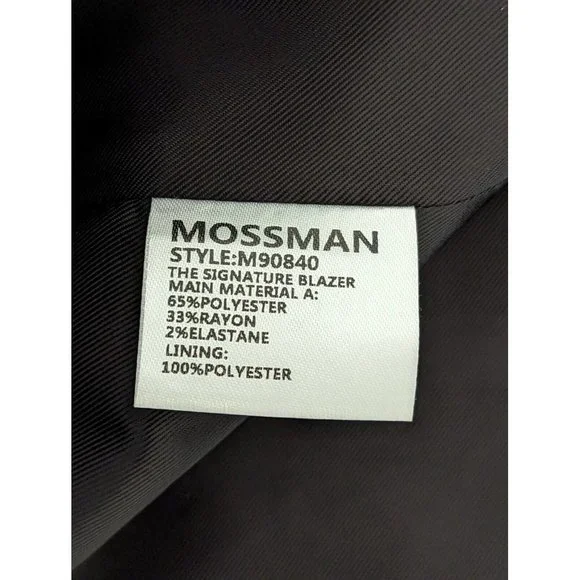 MOSSMAN
STYLE:M90840
THE SIGNATURE BLAZER
MAIN MATERIAL A:
65%POLYESTER
33%RAYON
2%ELASTANE
LINING:
100%POLYESTER